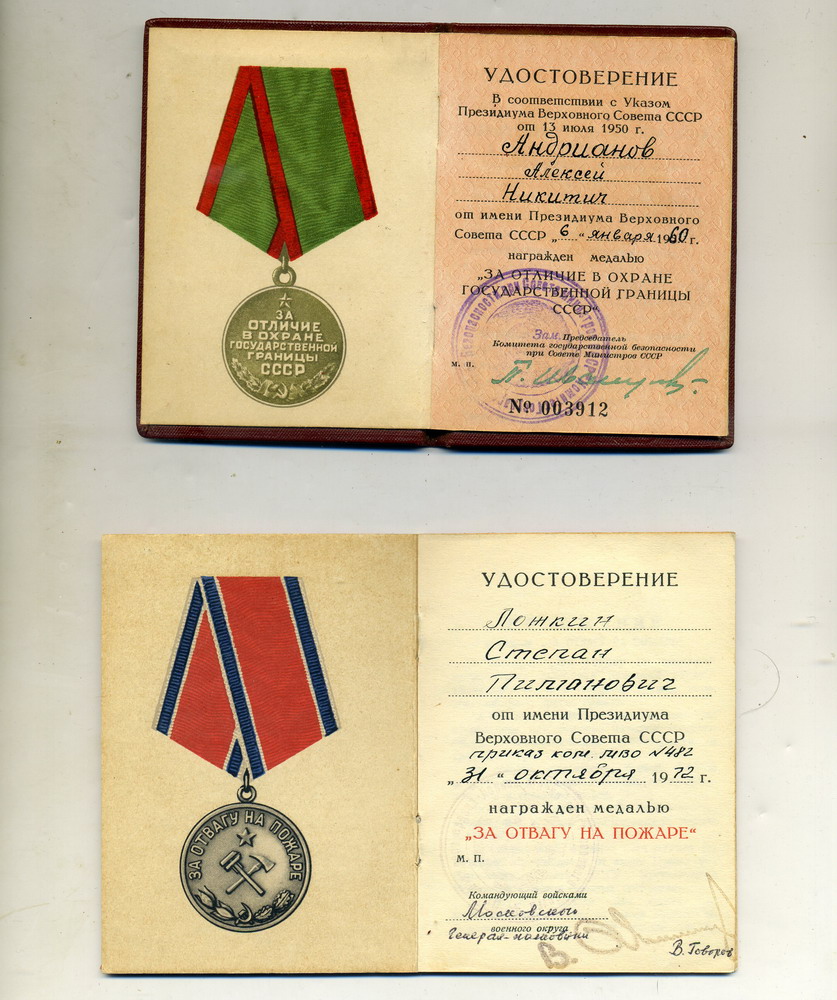 ЗА
ОТЛИЧИЕ
В ОХРАНЕ
ГОСУДАРСТВЕННОЙ
ГРАНИЦЫ
СССР
УДОСТОВЕРЕНИЕ
В соответствии с Указом
Президиума Верховного Совета СССР
от 13 июля 1950 г.
Андрианов
Алексей
Никитич
от имени Президиума Верховного
Совета СССР „6“ января 1960 г.
награжден медалью
„ЗА ОТЛИЧИЕ В ОХРАНЕ
ГОСУДАРСТВЕННОЙ ГРАНИЦЫ
СССР“
Зам. Председатель
Комитета государственной безопасности
при Совете Министров СССР
м. п.
№ 003912
ЗА ОТВАГУ НА ПОЖАРЕ
УДОСТОВЕРЕНИЕ
Ложкин
Степан
от имени Президиума
Верховного Совета СССР
приказ ком. МВО №482
„31“ октября 1972 г.
награжден медалью
„ЗА ОТВАГУ НА ПОЖАРЕ“
М. П.
Командующий войсками
Московского
военного округа
Генерал-полковник
В. Говоров